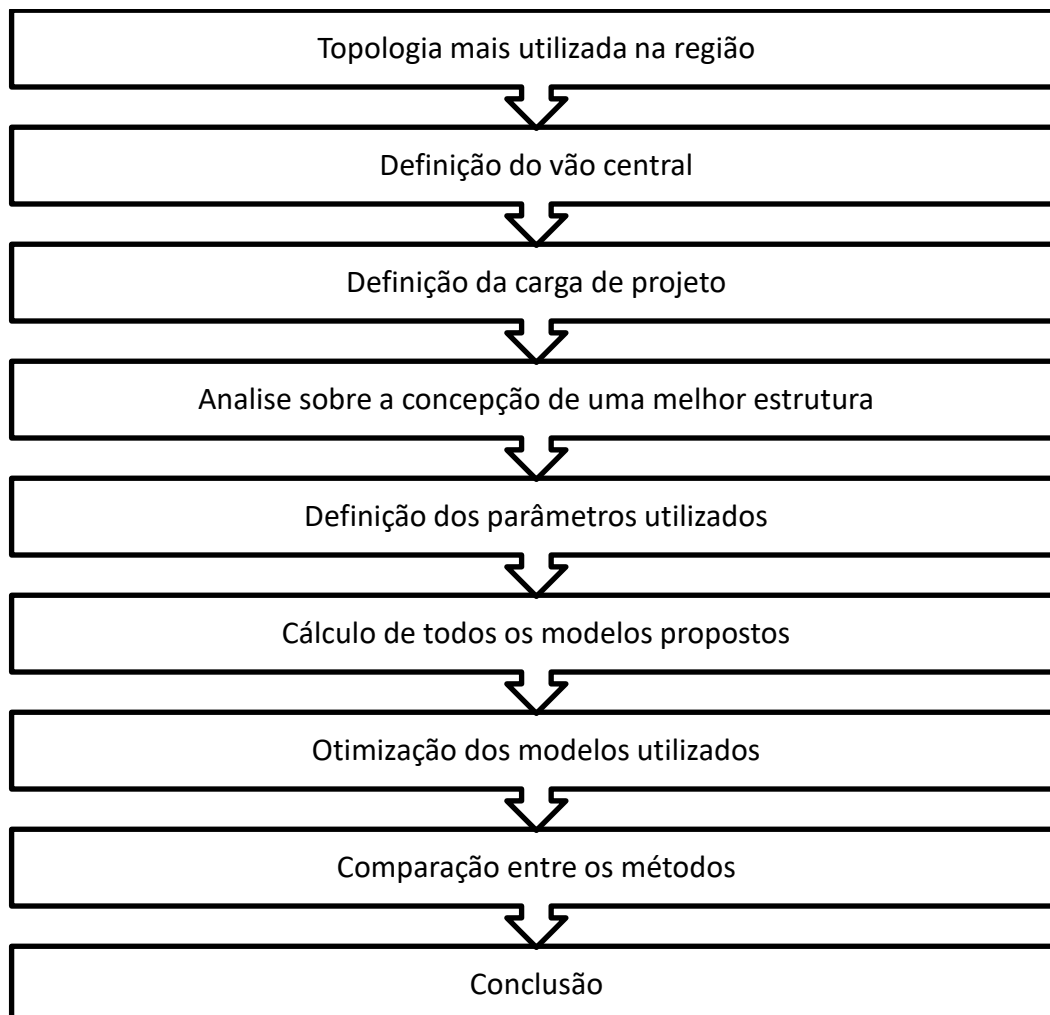 Topologia mais utilizada na região
Definição do vão central
Definição da carga de projeto
Analise sobre a concepção de uma melhor estrutura
Definição dos parâmetros utilizados
Cálculo de todos os modelos propostos
Otimização dos modelos utilizados
Comparação entre os métodos
Conclusão